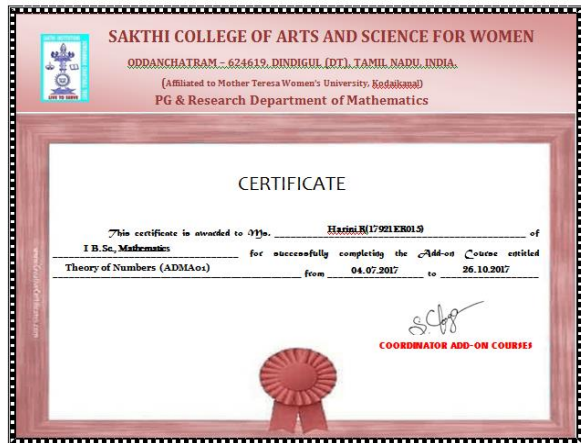 SAKTHI COLLEGE OF ARTS AND SCIENCE FOR WOMEN
ODDANCHATRAM – 624619, DINDIGUL (DT), TAMIL NADU, INDIA.
(Affiliated to Mother Teresa Women's University, Kodaikanal)
PG & Research Department of Mathematics
LIVE TO SERVE
CERTIFICATE
This certificate is awarded to Ms. Harini.R(17921ER015) of
I B.Sc., Mathematics for successfully completing the Add-on Course entitled
Theory of Numbers (ADMA01) from 04.07.2017 to 26.10.2017
COORDINATOR ADD-ON COURSES